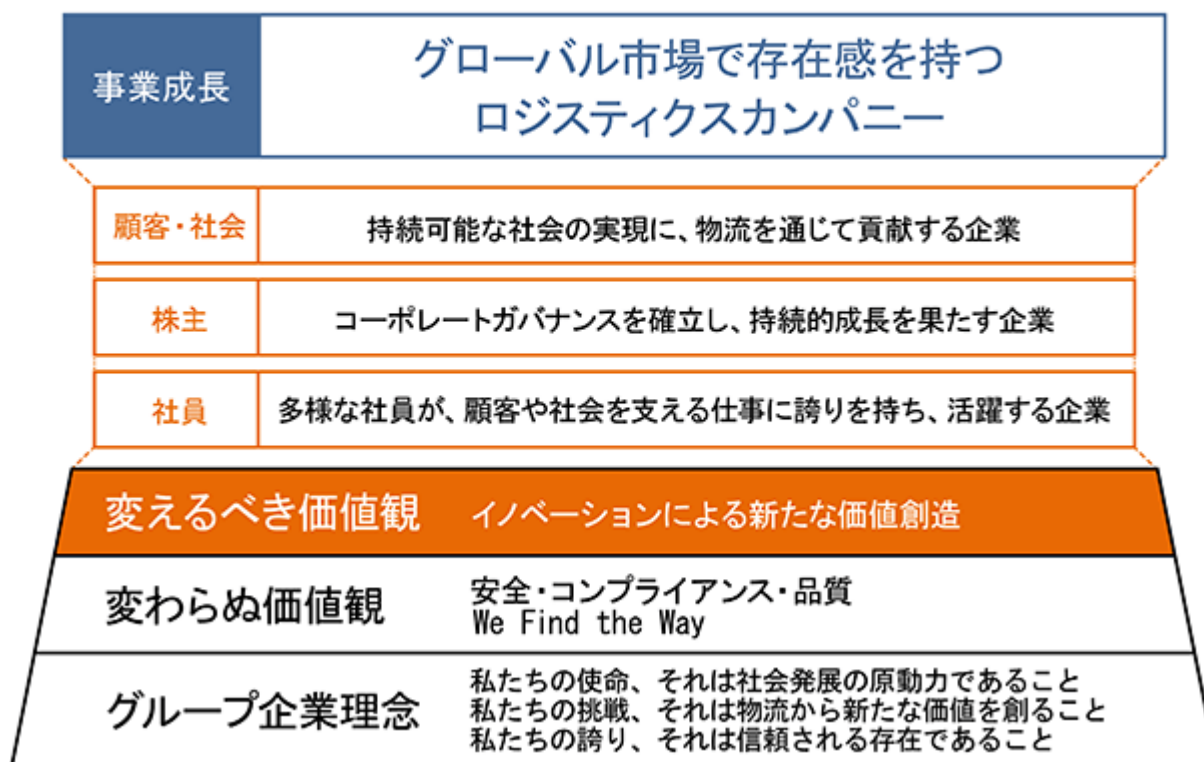 事業成長
グローバル市場で存在感を持つ
ロジスティクスカンパニー
顧客・社会
持続可能な社会の実現に、物流を通じて貢献する企業
株主
コーポレートガバナンスを確立し、持続的成長を果たす企業
社員
多様な社員が、顧客や社会を支える仕事に誇りを持ち、活躍する企業
変えるべき価値観
イノベーションによる新たな価値創造
変わらぬ価値観
安全・コンプライアンス・品質
We Find the Way
グループ企業理念
私たちの使命、それは社会発展の原動力であること
私たちの挑戦、それは物流から新たな価値を創ること
私たちの誇り、それは信頼される存在であること